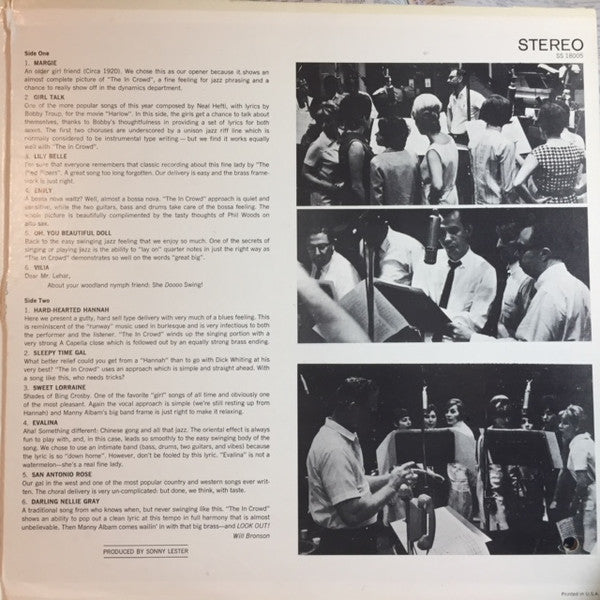 STEREO
SS 18005
Side One
1. MARGIE
An older girl friend (Circa 1920). We chose this as our opener because it shows an
almost complete picture of "The In Crowd", a fine feeling for jazz phrasing and a
chance to really show off in the dynamics department.
2. GIRL TALK
One of the more popular songs of this year composed by Neal Hefti, with lyrics by
Bobby Troup, for the movie "Harlow". In this side, the girls get a chance to talk about
themselves, thanks to Bobby's thoughtfulness in providing a set of lyrics for both
sexes. The first two choruses are underscored by a unison jazz riff line which is
normally considered to be instrumental type writing — but we find it works equally
well with "The In Crowd".
3. LILY BELLE
I'm sure that everyone remembers that classic recording about this fine lady by "The
Pied Pipers". A great song too long forgotten. Our delivery is easy and the brass frame-
work is just right.
4. EMILY
A bossa nova waltz? Well, almost a bossa nova. "The In Crowd" approach is quiet and
sensitive, while the two guitars, bass and drums take care of the bossa feeling. The
whole picture is beautifully complimented by the tasty thoughts of Phil Woods on
alto sax.
5. OH, YOU BEAUTIFUL DOLL
Back to the easy swinging jazz feeling that we enjoy so much. One of the secrets of
singing or playing jazz is the ability to "lay on" quarter notes in just the right way as
"The In Crowd" demonstrates so well on the words "great big".
6. VILIA
Dear Mr. Lehar,
About your woodland nymph friend: She Doooo Swing!
Side Two
1. HARD-HEARTED HANNAH
Here we present a gutty, hard sell type delivery with very much of a blues feeling. This
is reminiscent of the "runway" music used in burlesque and is very infectious to both
the performer and the listener. "The In Crowd" winds up the singing portion with a
very strong A Capella close which is followed out by an equally strong brass ending.
2. SLEEPY TIME GAL
What better relief could you get from a "Hannah" than to go with Dick Whiting at his
very best? "The In Crowd" uses an approach which is simple and straight ahead. With
a song like this, who needs tricks?
3. SWEET LORRAINE
Shades of Bing Crosby. One of the favorite "girl" songs of all time and obviously one
of the most pleasant. Again the vocal approach is simple (we're still resting up from
Hannah) and Manny Albam's big band frame is just right to make it relaxing.
4. EVALINA
Aha! Something different: Chinese gong and all that jazz. The oriental effect is always
fun to play with, and, in this case, leads so smoothly to the easy swinging body of the
song. We chose to use an intimate band (bass, drums, two guitars, and vibes) because
the lyric is so "down home". However, don't be fooled by this lyric. "Evalina" is not a
watermelon—she's a real fine lady.
5. SAN ANTONIO ROSE
Our gal in the west and one of the most popular country and western songs ever writ-
ten. The choral delivery is very un-complicated: but done, we think, with taste.
6. DARLING NELLIE GRAY
A traditional song from who knows when, but never swinging like this. "The In Crowd"
shows an ability to pop out a clean lyric at this tempo in full harmony that is almost
unbelievable. Then Manny Albam comes wailin' in with that big brass—and LOOK OUT!
Will Bronson
PRODUCED BY SONNY LESTER
Printed in U.S.A.